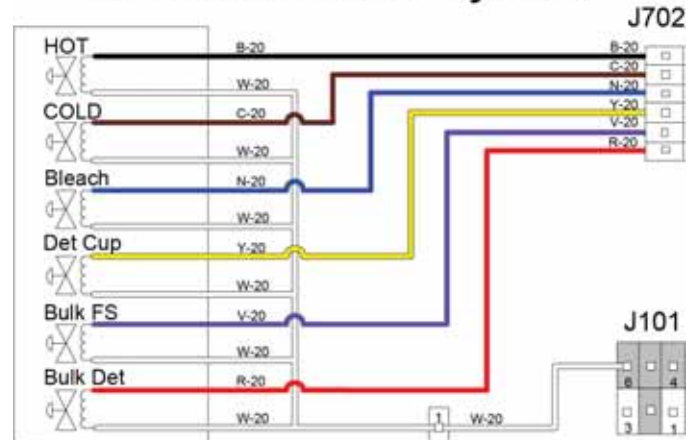 J702
HOT B-20 B-20
W-20 C-20
COLD C-20 N-20
W-20 Y-20
Bleach N-20 V-20
W-20 R-20
Det Cup Y-20
W-20
Bulk FS V-20
W-20
J101
Bulk Det R-20
6 4
W-20 1 W-20
3 1